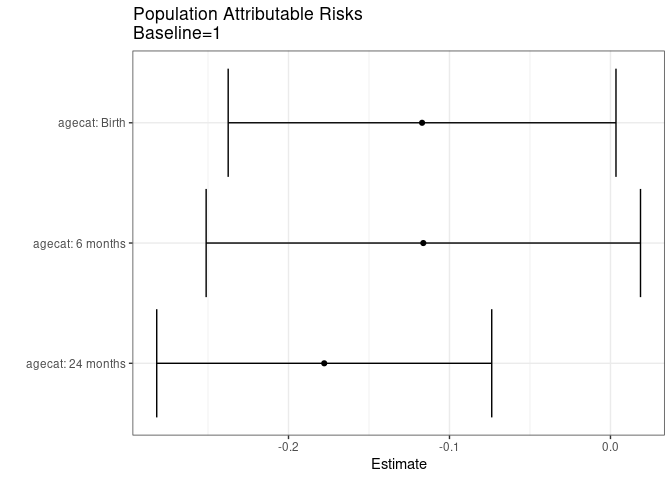 Population Attributable Risks
Baseline=1
agecat: Birth
agecat: 6 months
agecat: 24 months
-0.2
-0.1
0.0
Estimate